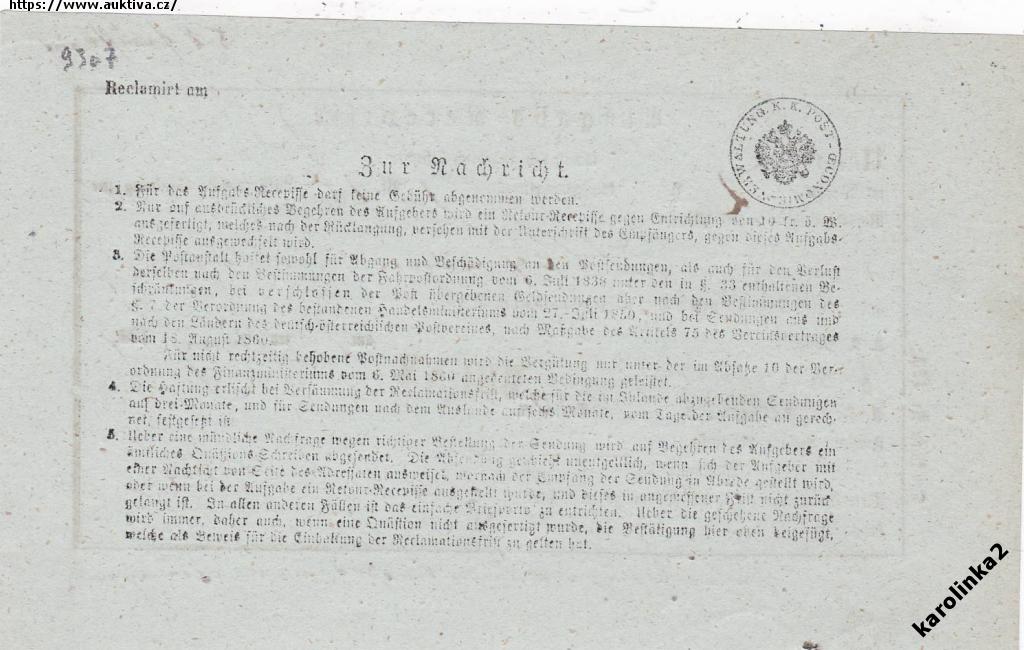 https://www.auktiva.cz/
9307
Reclamirt am
VERWALTUNG K. K. POST-ŒCONOMIE
Zur Nachricht.
1. Für das Aufgabs-Recepisse darf keine Gebühr abgenommen werden.
2. Nur auf ausdrückliches Begehren des Aufgebers wird ein Retour-Recepisse gegen Entrichtung von 10 kr. ö. W.
ausgefertigt, welches nach der Rücklangung, versehen mit der Unterschrift des Empfängers, gegen dieses Aufgabs-
Recepisse ausgewechselt wird.
3. Die Postanstalt haftet sowohl für Abgang und Beschädigung an den Postsendungen, als auch für den Verlust
derselben nach den Bestimmungen der Fahrpostordnung vom 6. Juli 1838 unter den in §. 33 enthaltenen Be-
schränkungen, bei verschlossen der Post übergebenen Geldsendungen aber nach den Bestimmungen des
§. 7. der Verordnung des bestandenen Handelsministeriums vom 27. Juli 1850, und bei Sendungen aus und
nach den Ländern des deutsch-österreichischen Postvereines, nach Maßgabe des Artikels 75 des Vereinsvertrages
vom 18. August 1860.
Für nicht rechtzeitig behobene Postnachnahmen wird die Vergütung nur unter der im Absatze 10 der Ver-
ordnung des Finanzministeriums vom 6. Mai 1860 angedeuteten Bedingung geleistet.
4. Die Haftung erlischt bei Versäumung der Reclamationsfrist, welche für die im Inlande abzugebenden Sendungen
auf drei Monate, und für Sendungen nach dem Auslande auf sechs Monate, vom Tage der Aufgabe an gerech-
net, festgesetzt ist.
5. Ueber eine mündliche Nachfrage wegen richtiger Bestellung der Sendung wird auf Begehren des Aufgebers ein
ämtliches Quästions-Schreiben abgesendet. Die Absendung geschieht unentgeltlich, wenn sich der Aufgeber mit
einer Nachricht von Seite des Adressaten ausweiset, wornach der Empfang der Sendung in Abrede gestellt wird,
oder wenn bei der Aufgabe ein Retour-Recepisse ausgestellt wurde, und dieses in angemessener Frist nicht zurück
gelangt ist. In allen anderen Fällen ist das einfache Briefporto zu entrichten. Ueber die geschehene Nachfrage
wird immer, daher auch, wenn eine Quästion nicht ausgefertigt wurde, die Bestätigung hier oben beigefügt,
welche als Beweis für die Einhaltung der Reclamationsfrist zu gelten hat.
karolinka2